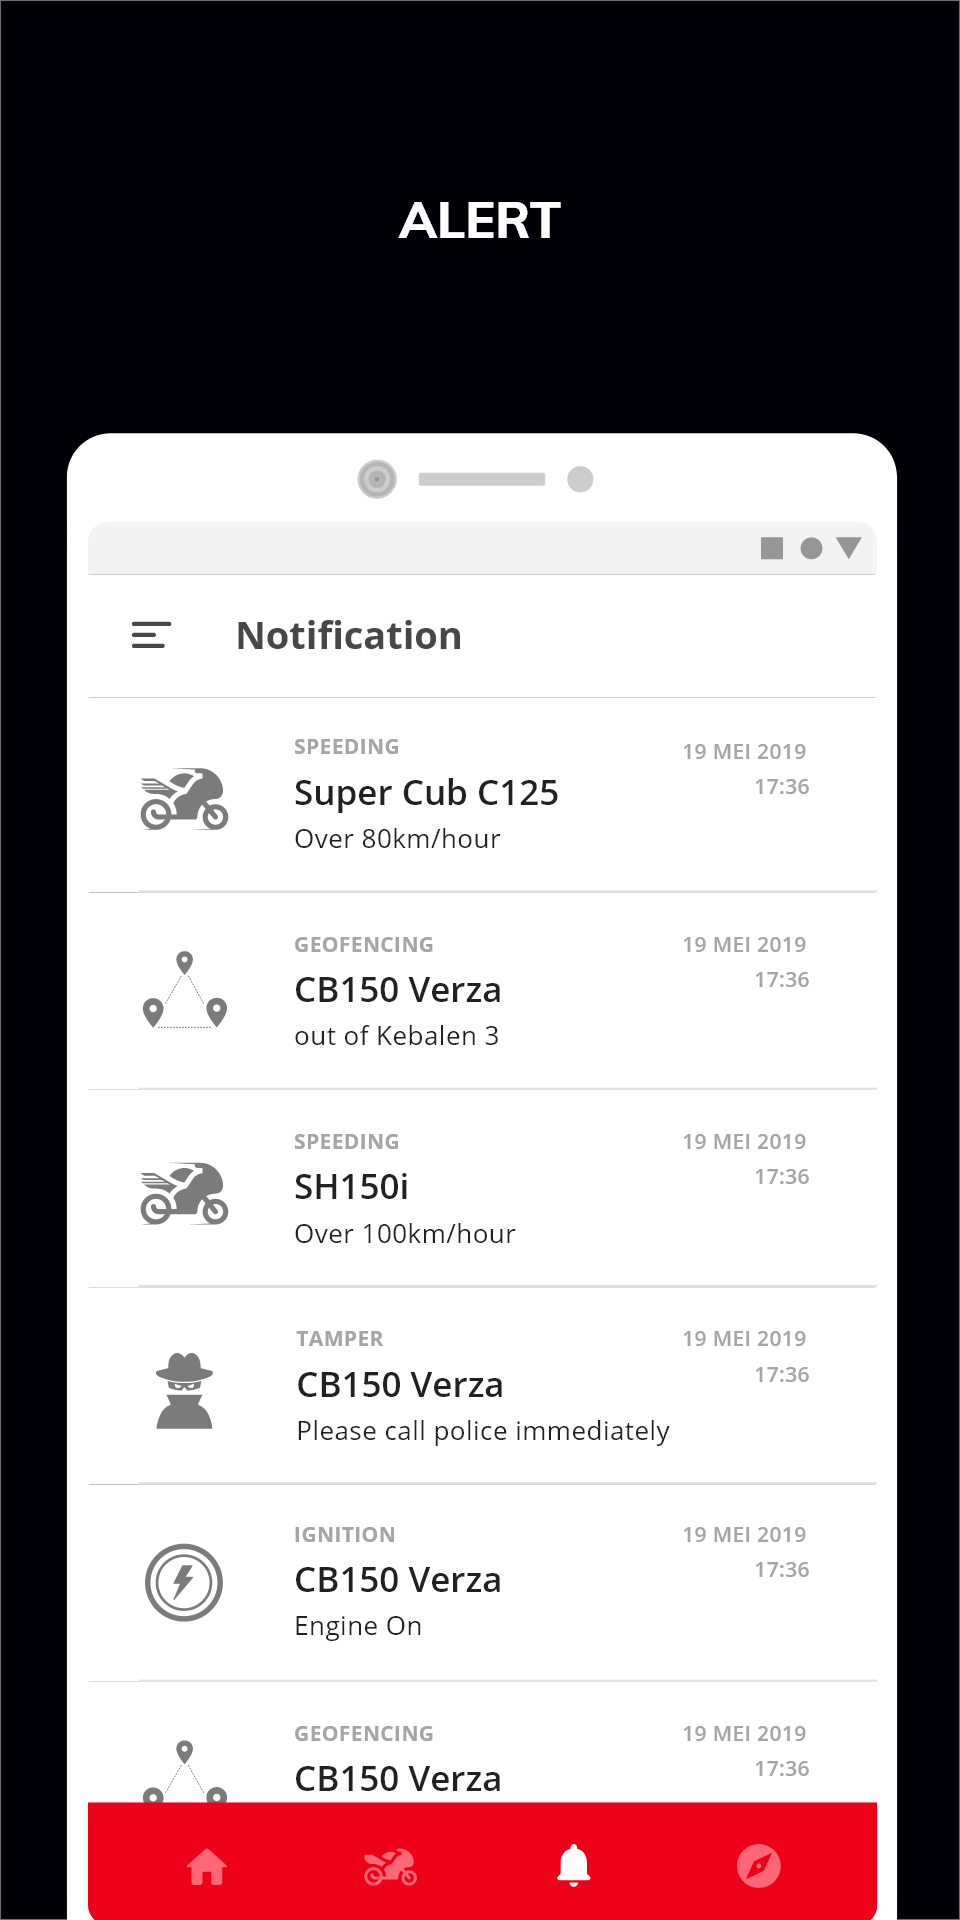 ALERT
Notification
SPEEDING
19 MEI 2019
Super Cub C125
17:36
Over 80km/hour
GEOFENCING
19 MEI 2019
CB150 Verza
17:36
out of Kebalen 3
SPEEDING
19 MEI 2019
SH150i
17:36
Over 100km/hour
TAMPER
19 MEI 2019
CB150 Verza
17:36
Please call police immediately
IGNITION
19 MEI 2019
CB150 Verza
17:36
Engine On
GEOFENCING
19 MEI 2019
CB150 Verza
17:36